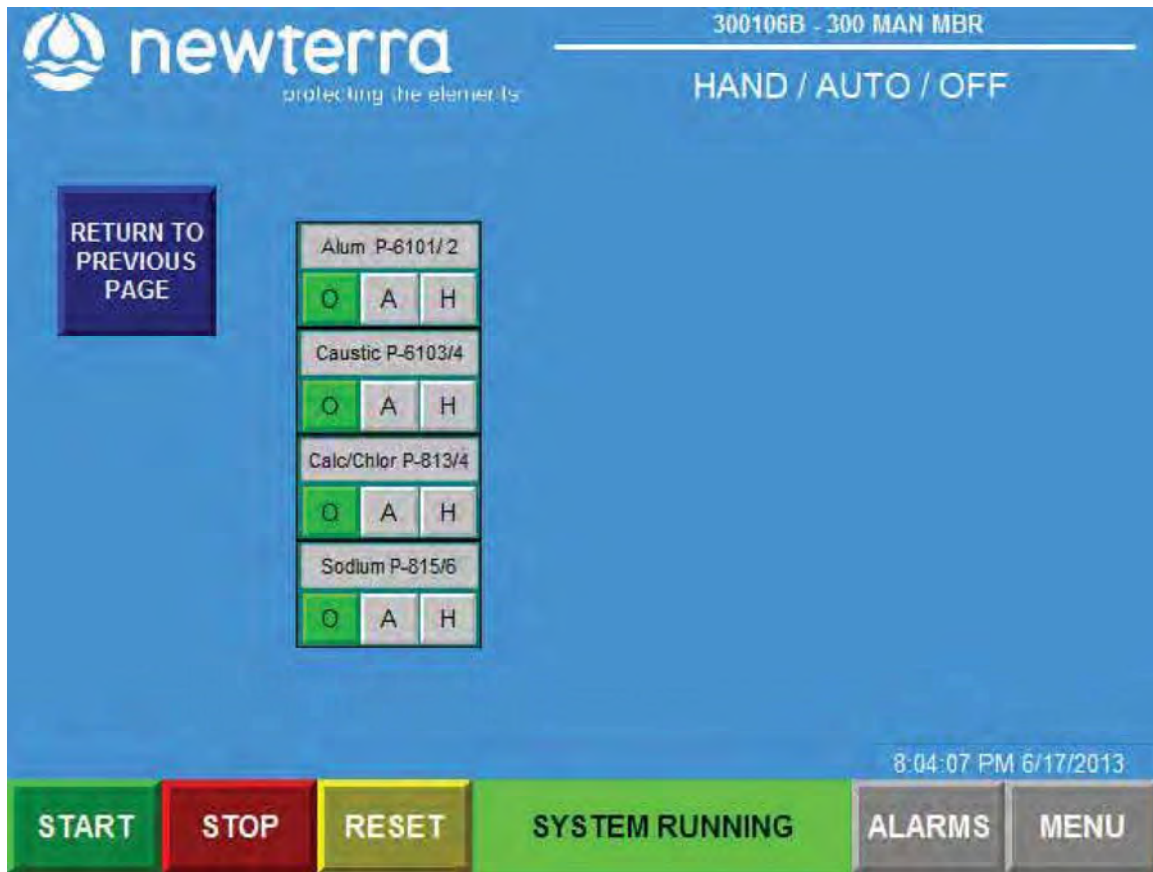 newterra
protecting the elements
300106B - 300 MAN MBR
HAND / AUTO / OFF
RETURN TO
PREVIOUS
PAGE
Alum P-6101/2
O A H
Caustic P-6103/4
O A H
Calc/Chlor P-813/4
O A H
Sodium P-815/6
O A H
8:04:07 PM 6/17/2013
START STOP RESET SYSTEM RUNNING ALARMS MENU